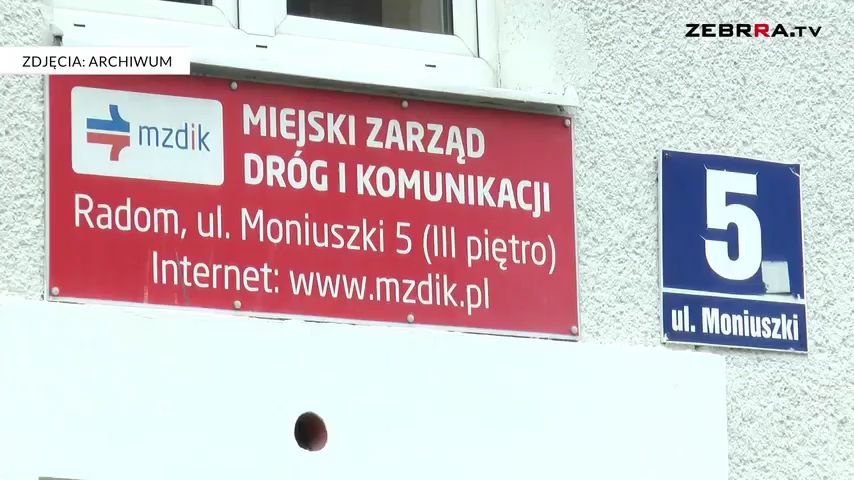 ZEBRRA.TV
ZDJĘCIA: ARCHIWUM
mzdik
MIEJSKI ZARZĄD
DRÓG I KOMUNIKACJI
Radom, ul. Moniuszki 5 (III piętro)
Internet: www.mzdik.pl
5
ul. Moniuszki